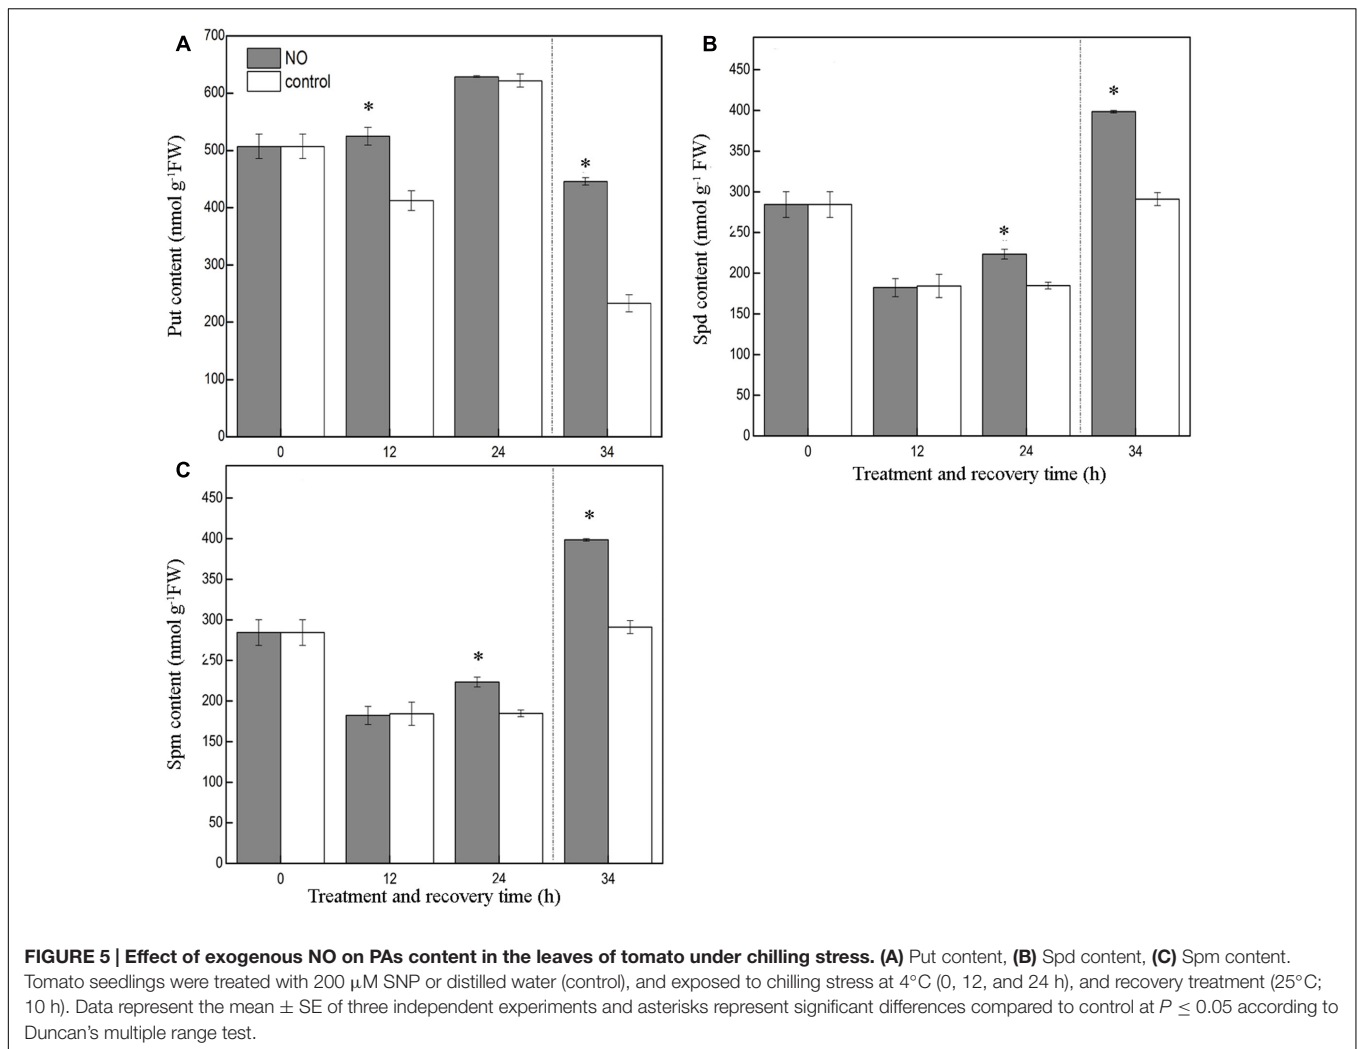 A
700
600
500
400
300
200
100
0
Put content (nmol g⁻¹FW)
NO
control
*
*
0 12 24 34
B
450
400
350
300
250
200
150
100
50
0
Spd content (nmol g⁻¹ FW)
*
*
0 12 24 34
Treatment and recovery time (h)
C
450
400
350
300
250
200
150
100
50
0
Spm content (nmol g⁻¹FW)
*
*
0 12 24 34
Treatment and recovery time (h)
FIGURE 5 | Effect of exogenous NO on PAs content in the leaves of tomato under chilling stress. (A) Put content, (B) Spd content, (C) Spm content.
Tomato seedlings were treated with 200 μM SNP or distilled water (control), and exposed to chilling stress at 4°C (0, 12, and 24 h), and recovery treatment (25°C;
10 h). Data represent the mean ± SE of three independent experiments and asterisks represent significant differences compared to control at P ≤ 0.05 according to
Duncan's multiple range test.